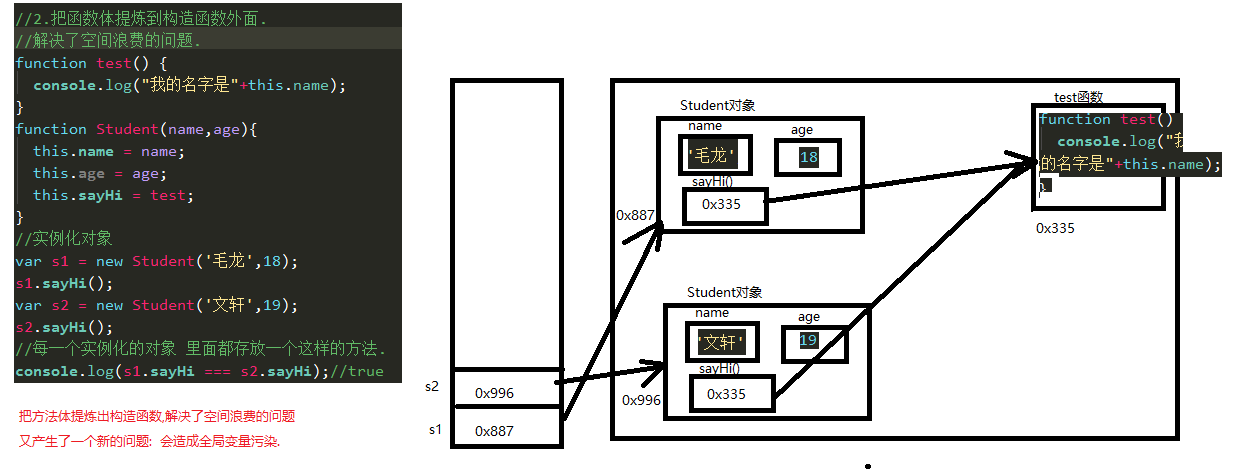 //2.把函数体提炼到构造函数外面.
//解决了空间浪费的问题.
function test() {
  console.log("我的名字是"+this.name);
}
function Student(name,age){
  this.name = name;
  this.age = age;
  this.sayHi = test;
}
//实例化对象
var s1 = new Student('毛龙',18);
s1.sayHi();
var s2 = new Student('文轩',19);
s2.sayHi();
//每一个实例化的对象 里面都存放一个这样的方法.
console.log(s1.sayHi === s2.sayHi);//true
把方法体提炼出构造函数,解决了空间浪费的问题
又产生了一个新的问题: 会造成全局变量污染.
s2
0x996
s1
0x887
Student对象
name
age
'毛龙'
18
sayHi()
0x335
0x887
Student对象
name
age
'文轩'
19
sayHi()
0x335
0x996
test函数
function test()
console.log("我
的名字是"+this.name);
}
0x335